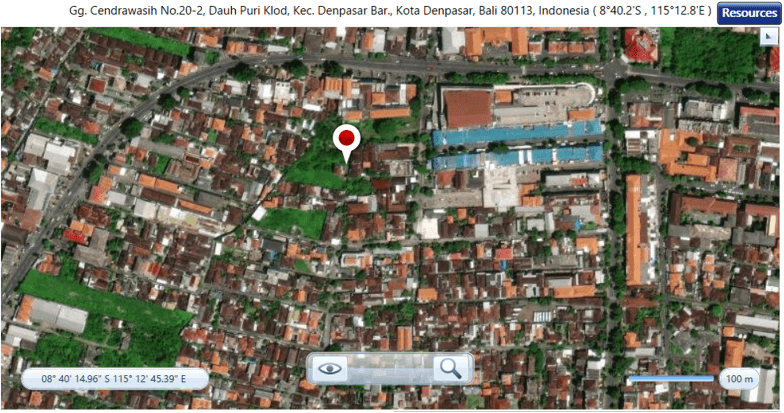 Gg. Cendrawasih No.20-2, Dauh Puri Klod, Kec. Denpasar Bar., Kota Denpasar, Bali 80113, Indonesia ( 8°40.2'S , 115°12.8'E )
Resources
08° 40' 14.96" S 115° 12' 45.39" E
100 m